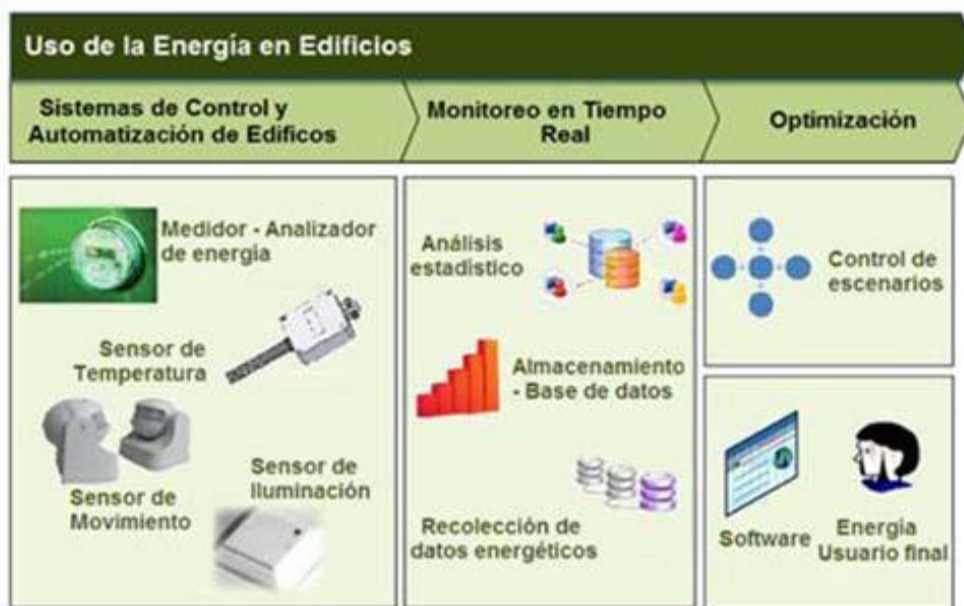 Uso de la Energía en Edificios
Sistemas de Control y
Automatización de Edificos
Monitoreo en Tiempo
Real
Optimización
Medidor - Analizador
de energía
Sensor de
Temperatura
Sensor de
Movimiento
Sensor de
Iluminación
Análisis
estadístico
Almacenamiento
- Base de datos
Recolección de
datos energéticos
Control de
escenarios
Software
Energía
Usuario final